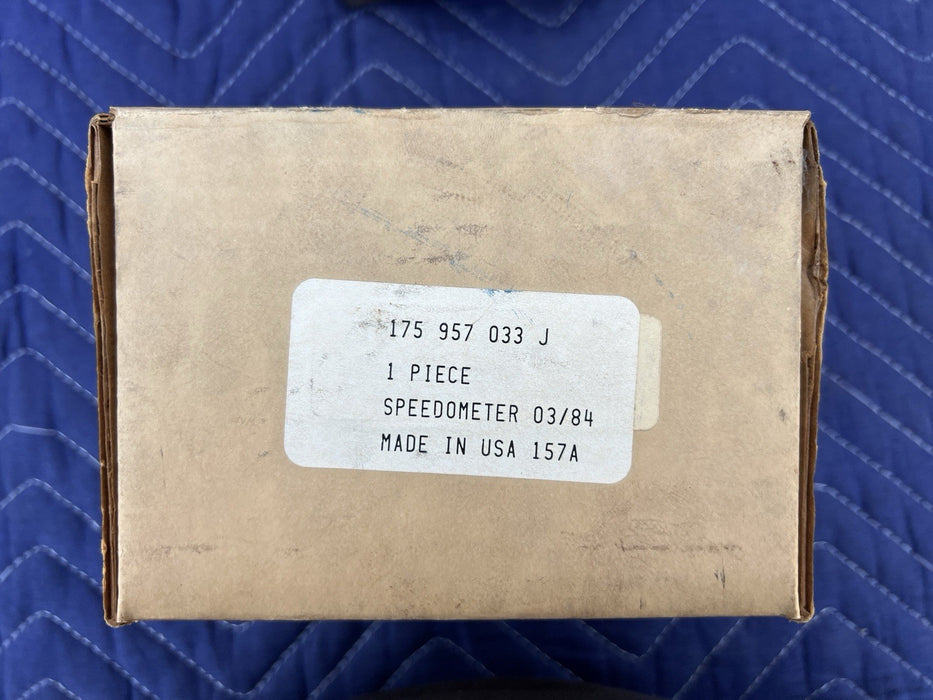 175 957 033 J
1 PIECE
SPEEDOMETER 03/84
MADE IN USA 157A